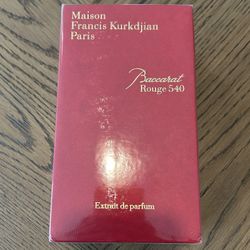 Maison
Francis Kurkdjian
Paris
Baccarat
Rouge 540
Extrait de parfum